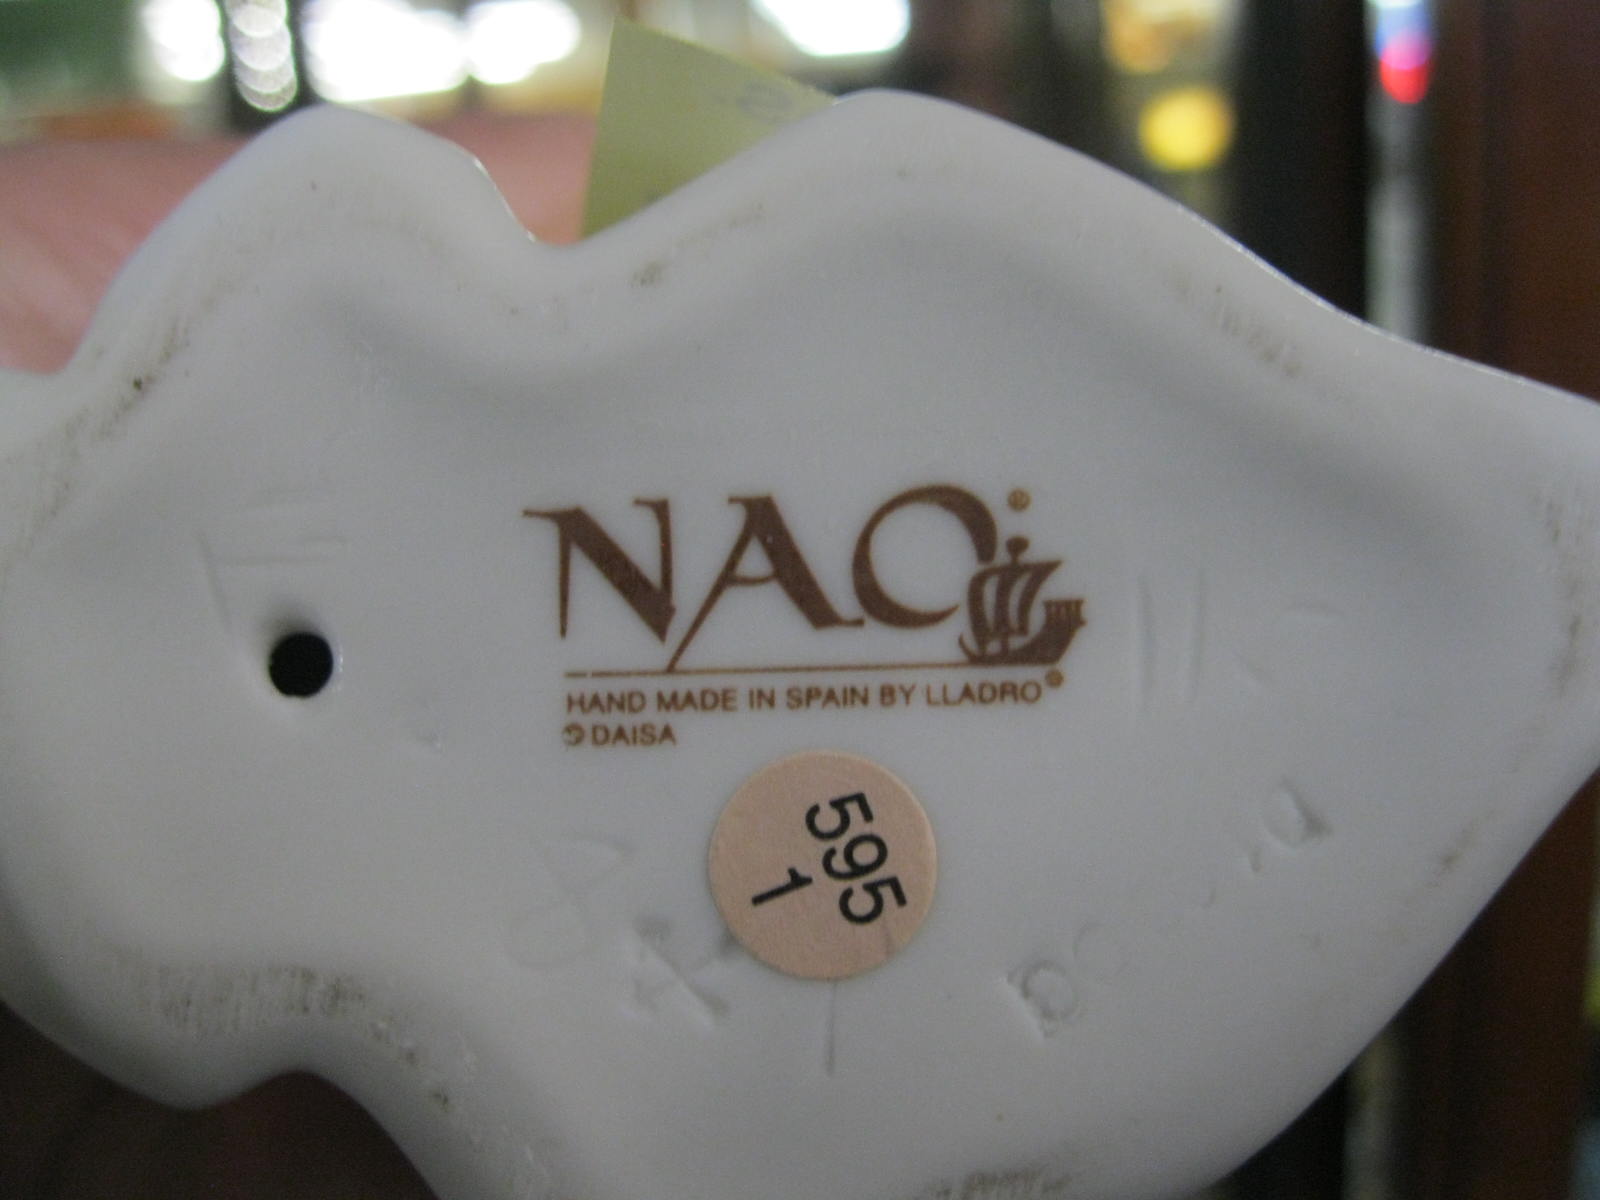 NAO®
HAND MADE IN SPAIN BY LLADRO®
© DAISA
595
1